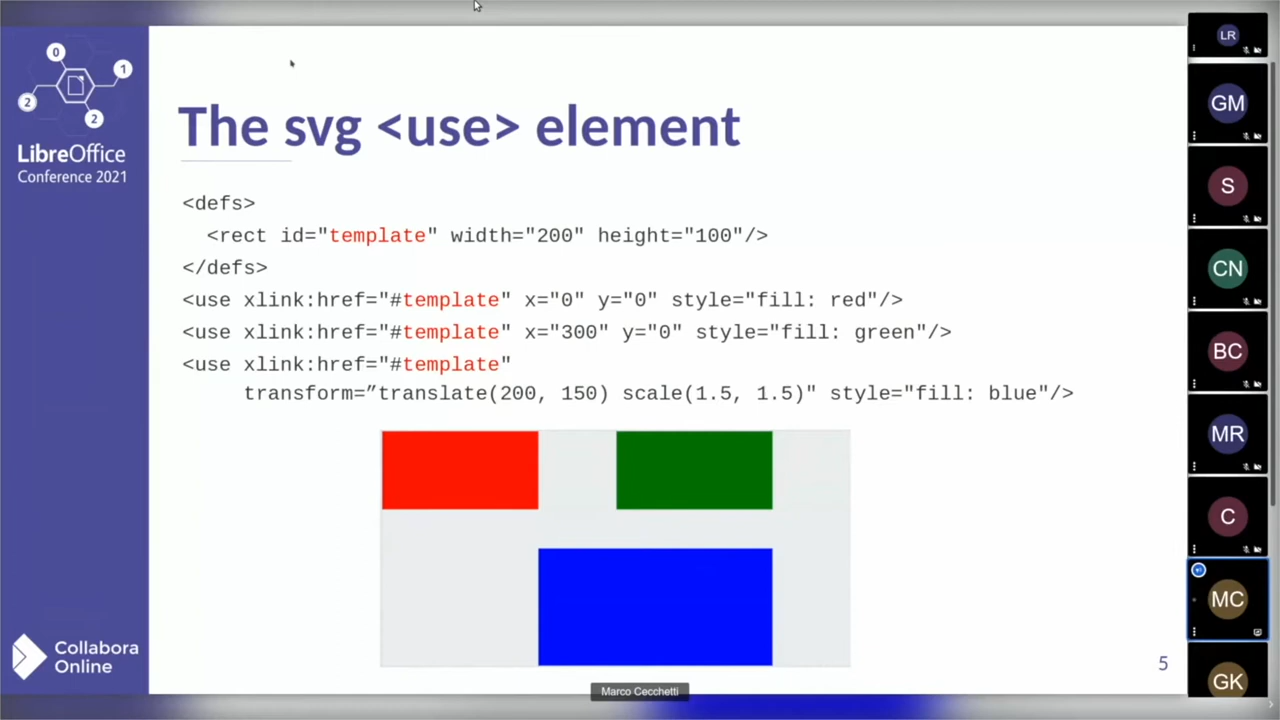 0
1
2
2
LibreOffice
Conference 2021
The svg <use> element
<defs>
  <rect id="template" width="200" height="100"/>
</defs>
<use xlink:href="#template" x="0" y="0" style="fill: red"/>
<use xlink:href="#template" x="300" y="0" style="fill: green"/>
<use xlink:href="#template"
     transform=”translate(200, 150) scale(1.5, 1.5)" style="fill: blue"/>
Collabora
Online
5
Marco Cecchetti
LR
GM
S
CN
BC
MR
C
MC
GK